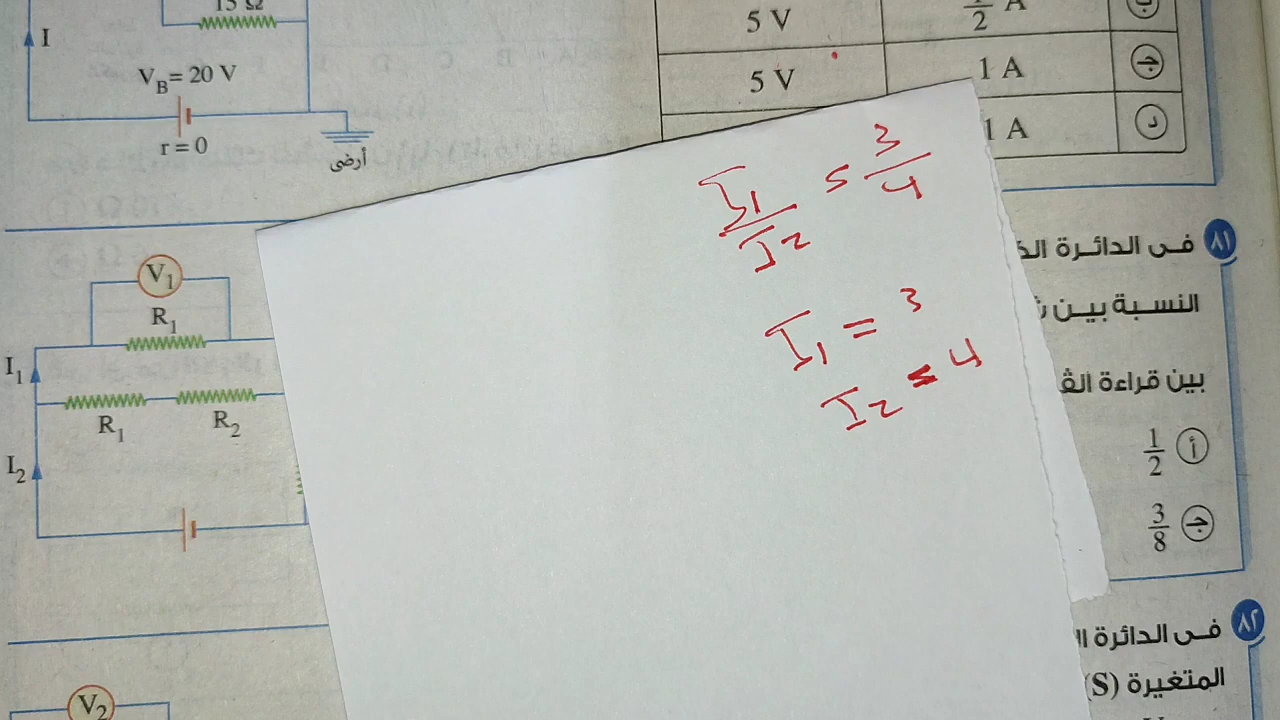 15 Ω
I
V_B = 20 V
r = 0
أرضى
5 V
1/2 A
5 V
1 A
ج
1 A
د
I1/I2 = 3/4
I1 = 3
I2 = 4
٨١ فى الدائرة
النسبة بين
بين قراءة
أ 1/2
ج 3/8
V1
R1
I1
R1
R2
I2
٨٢ فى الدائرة
المتغيرة (S)
V2